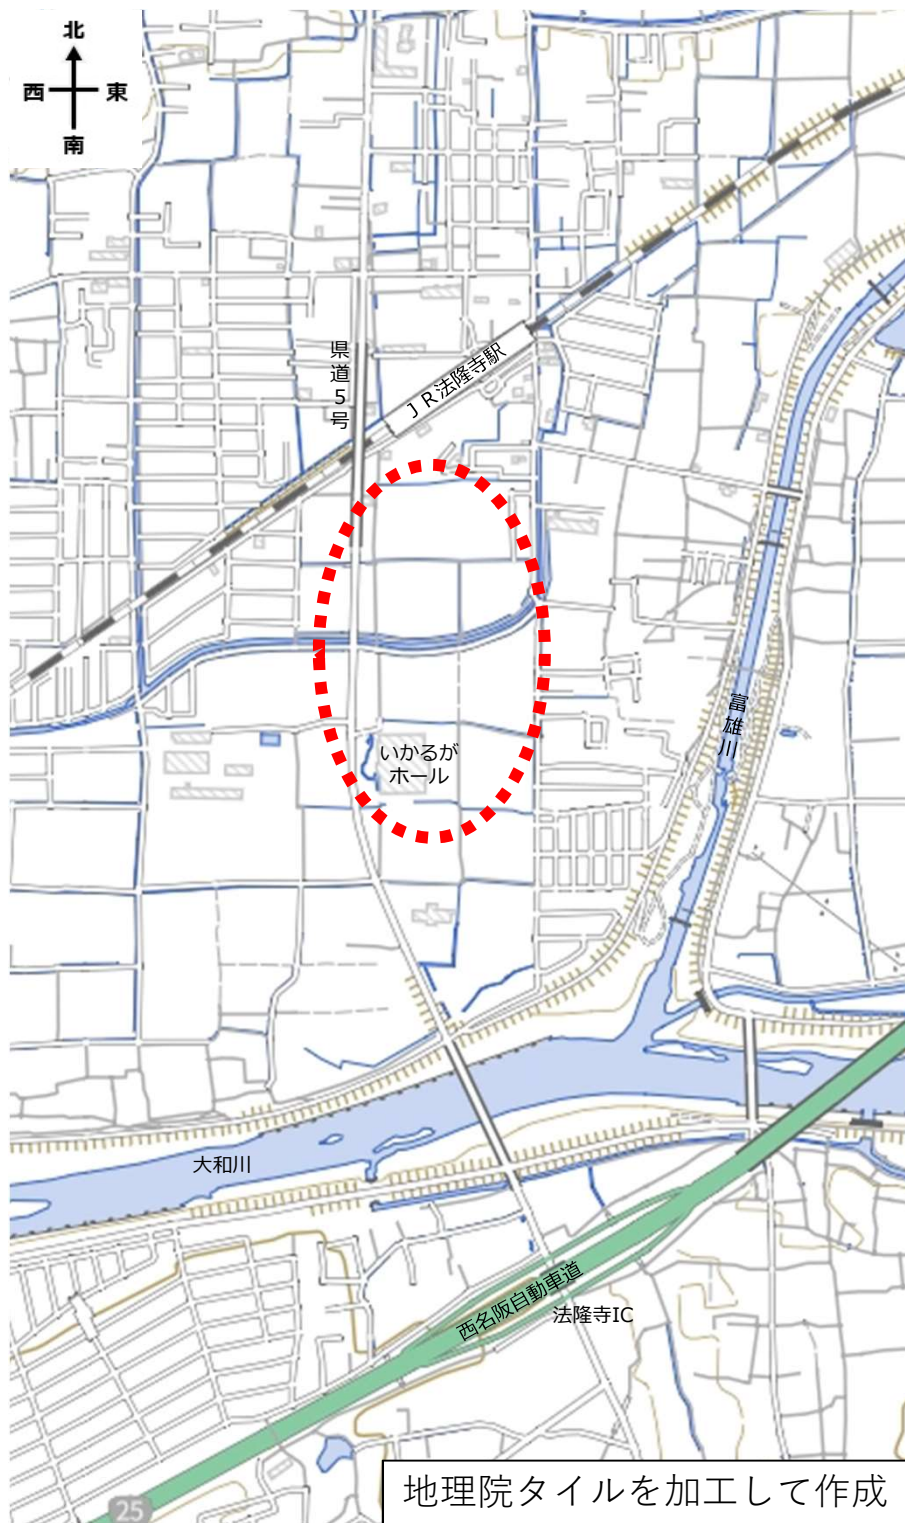 北
西 東
南
県道5号
JR法隆寺駅
いかるが
ホール
富雄川
大和川
西名阪自動車道
法隆寺IC
25
地理院タイルを加工して作成